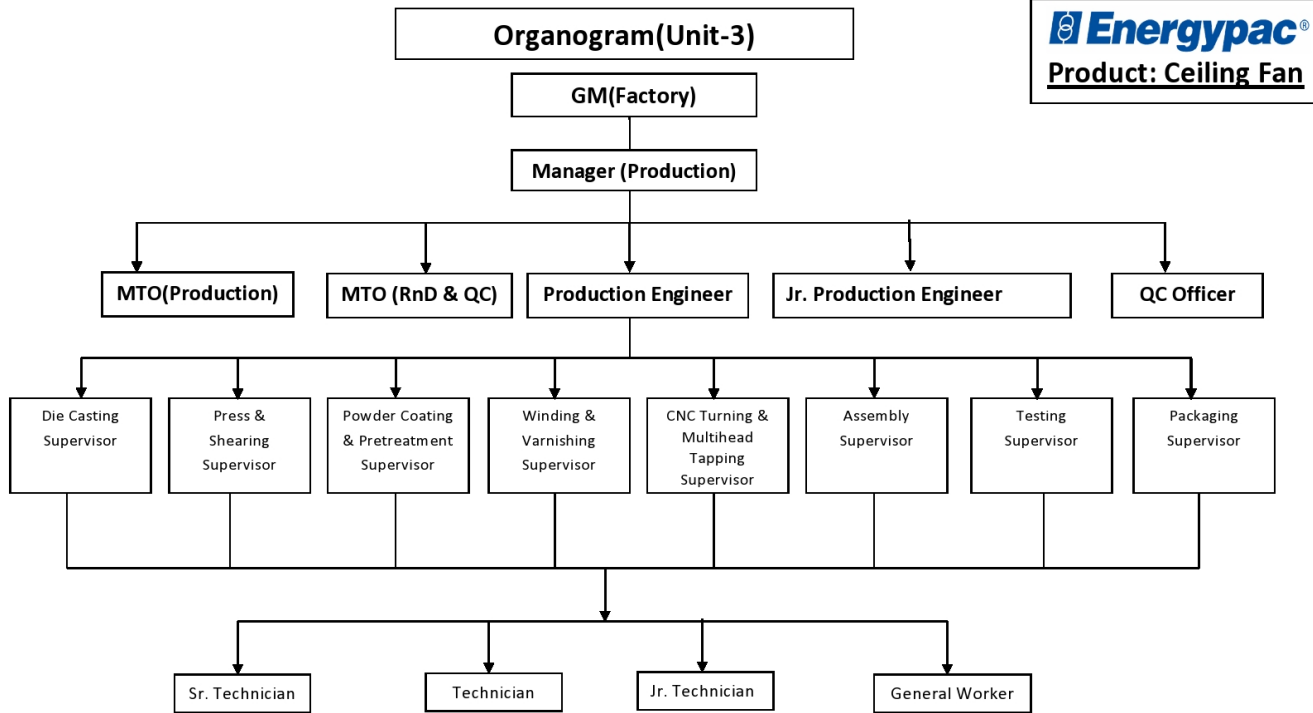 Organogram(Unit-3)
Energypac®
Product: Ceiling Fan
GM(Factory)
Manager (Production)
MTO(Production)
MTO (RnD & QC)
Production Engineer
Jr. Production Engineer
QC Officer
Die Casting
Supervisor
Press &
Shearing
Supervisor
Powder Coating
& Pretreatment
Supervisor
Winding &
Varnishing
Supervisor
CNC Turning &
Multihead
Tapping
Supervisor
Assembly
Supervisor
Testing
Supervisor
Packaging
Supervisor
Sr. Technician
Technician
Jr. Technician
General Worker